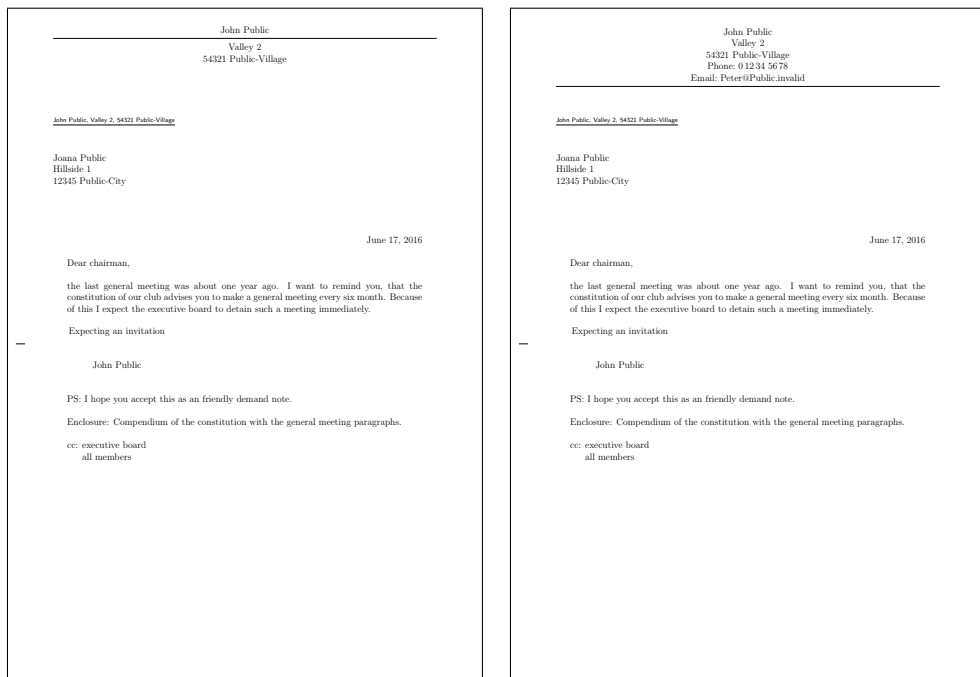 John Public
Valley 2
54321 Public-Village
John Public, Valley 2, 54321 Public-Village
Joana Public
Hillside 1
12345 Public-City
June 17, 2016
Dear chairman,
the last general meeting was about one year ago. I want to remind you, that the
constitution of our club advises you to make a general meeting every six month. Because
of this I expect the executive board to detain such a meeting immediately.
Expecting an invitation
John Public
PS: I hope you accept this as an friendly demand note.
Enclosure: Compendium of the constitution with the general meeting paragraphs.
cc: executive board
all members
John Public
Valley 2
54321 Public-Village
Phone: 0 12 34 56 78
Email: Peter@Public.invalid
John Public, Valley 2, 54321 Public-Village
Joana Public
Hillside 1
12345 Public-City
June 17, 2016
Dear chairman,
the last general meeting was about one year ago. I want to remind you, that the
constitution of our club advises you to make a general meeting every six month. Because
of this I expect the executive board to detain such a meeting immediately.
Expecting an invitation
John Public
PS: I hope you accept this as an friendly demand note.
Enclosure: Compendium of the constitution with the general meeting paragraphs.
cc: executive board
all members